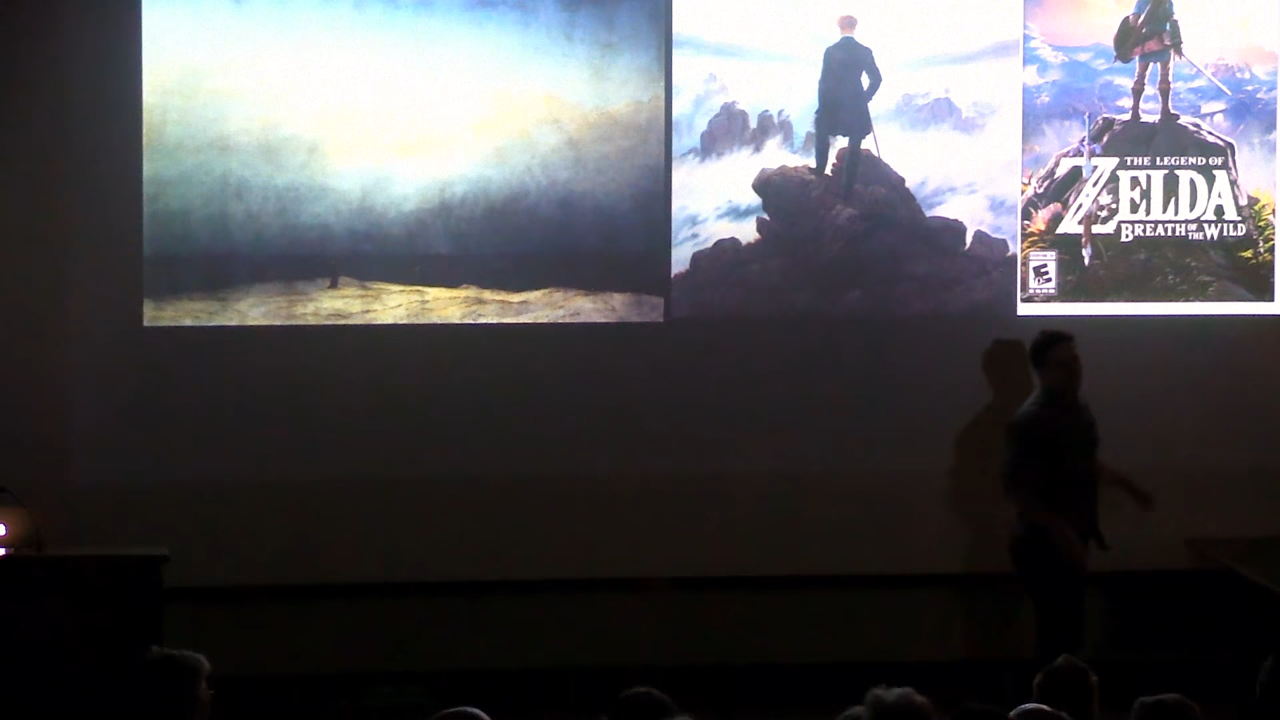 THE LEGEND OF
ZELDA
BREATH OF THE WILD
E